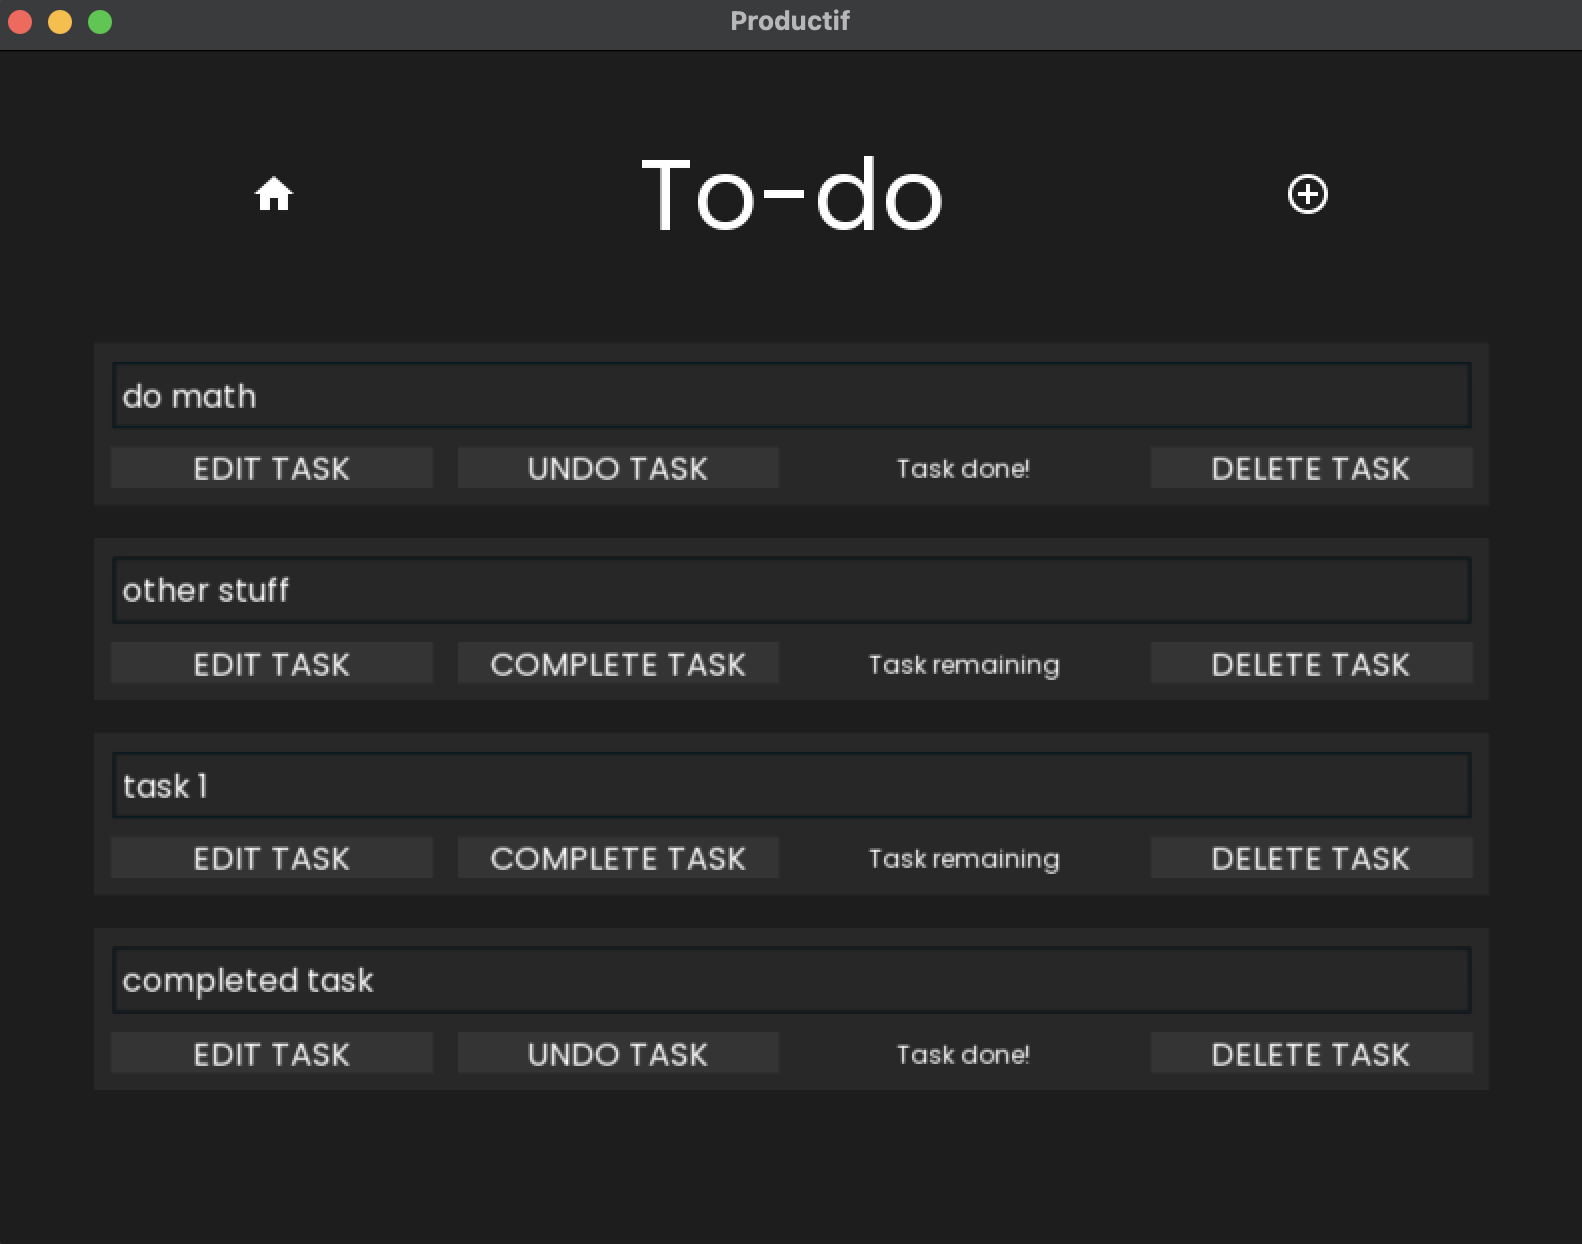 Productif
To-do
do math
EDIT TASK UNDO TASK Task done! DELETE TASK
other stuff
EDIT TASK COMPLETE TASK Task remaining DELETE TASK
task 1
EDIT TASK COMPLETE TASK Task remaining DELETE TASK
completed task
EDIT TASK UNDO TASK Task done! DELETE TASK